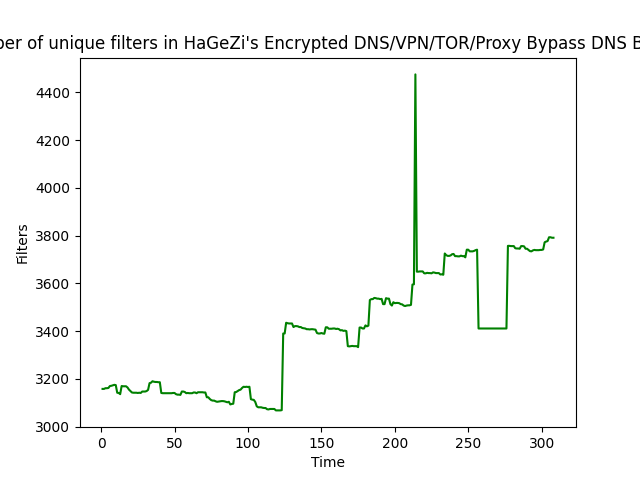 ber of unique filters in HaGeZi's Encrypted DNS/VPN/TOR/Proxy Bypass DNS B
4400
4200
4000
3800
3600
3400
3200
3000
Filters
0 50 100 150 200 250 300
Time